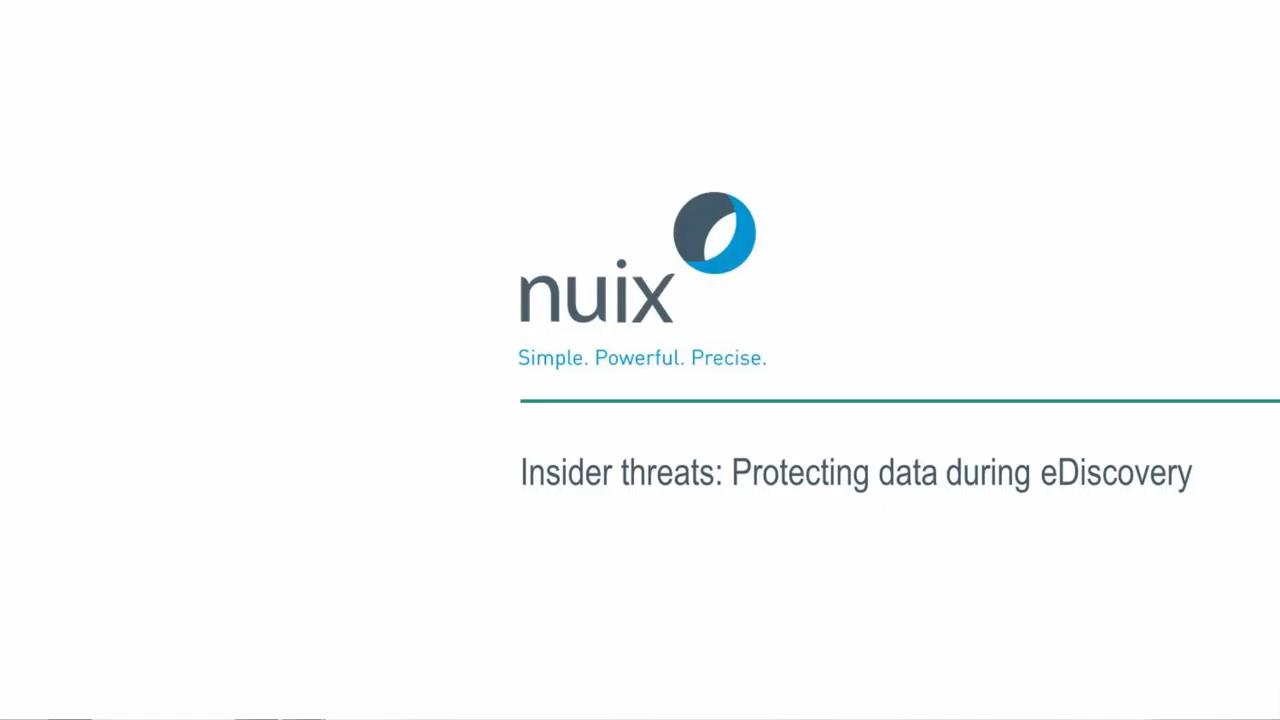 nuix
Simple. Powerful. Precise.
Insider threats: Protecting data during eDiscovery